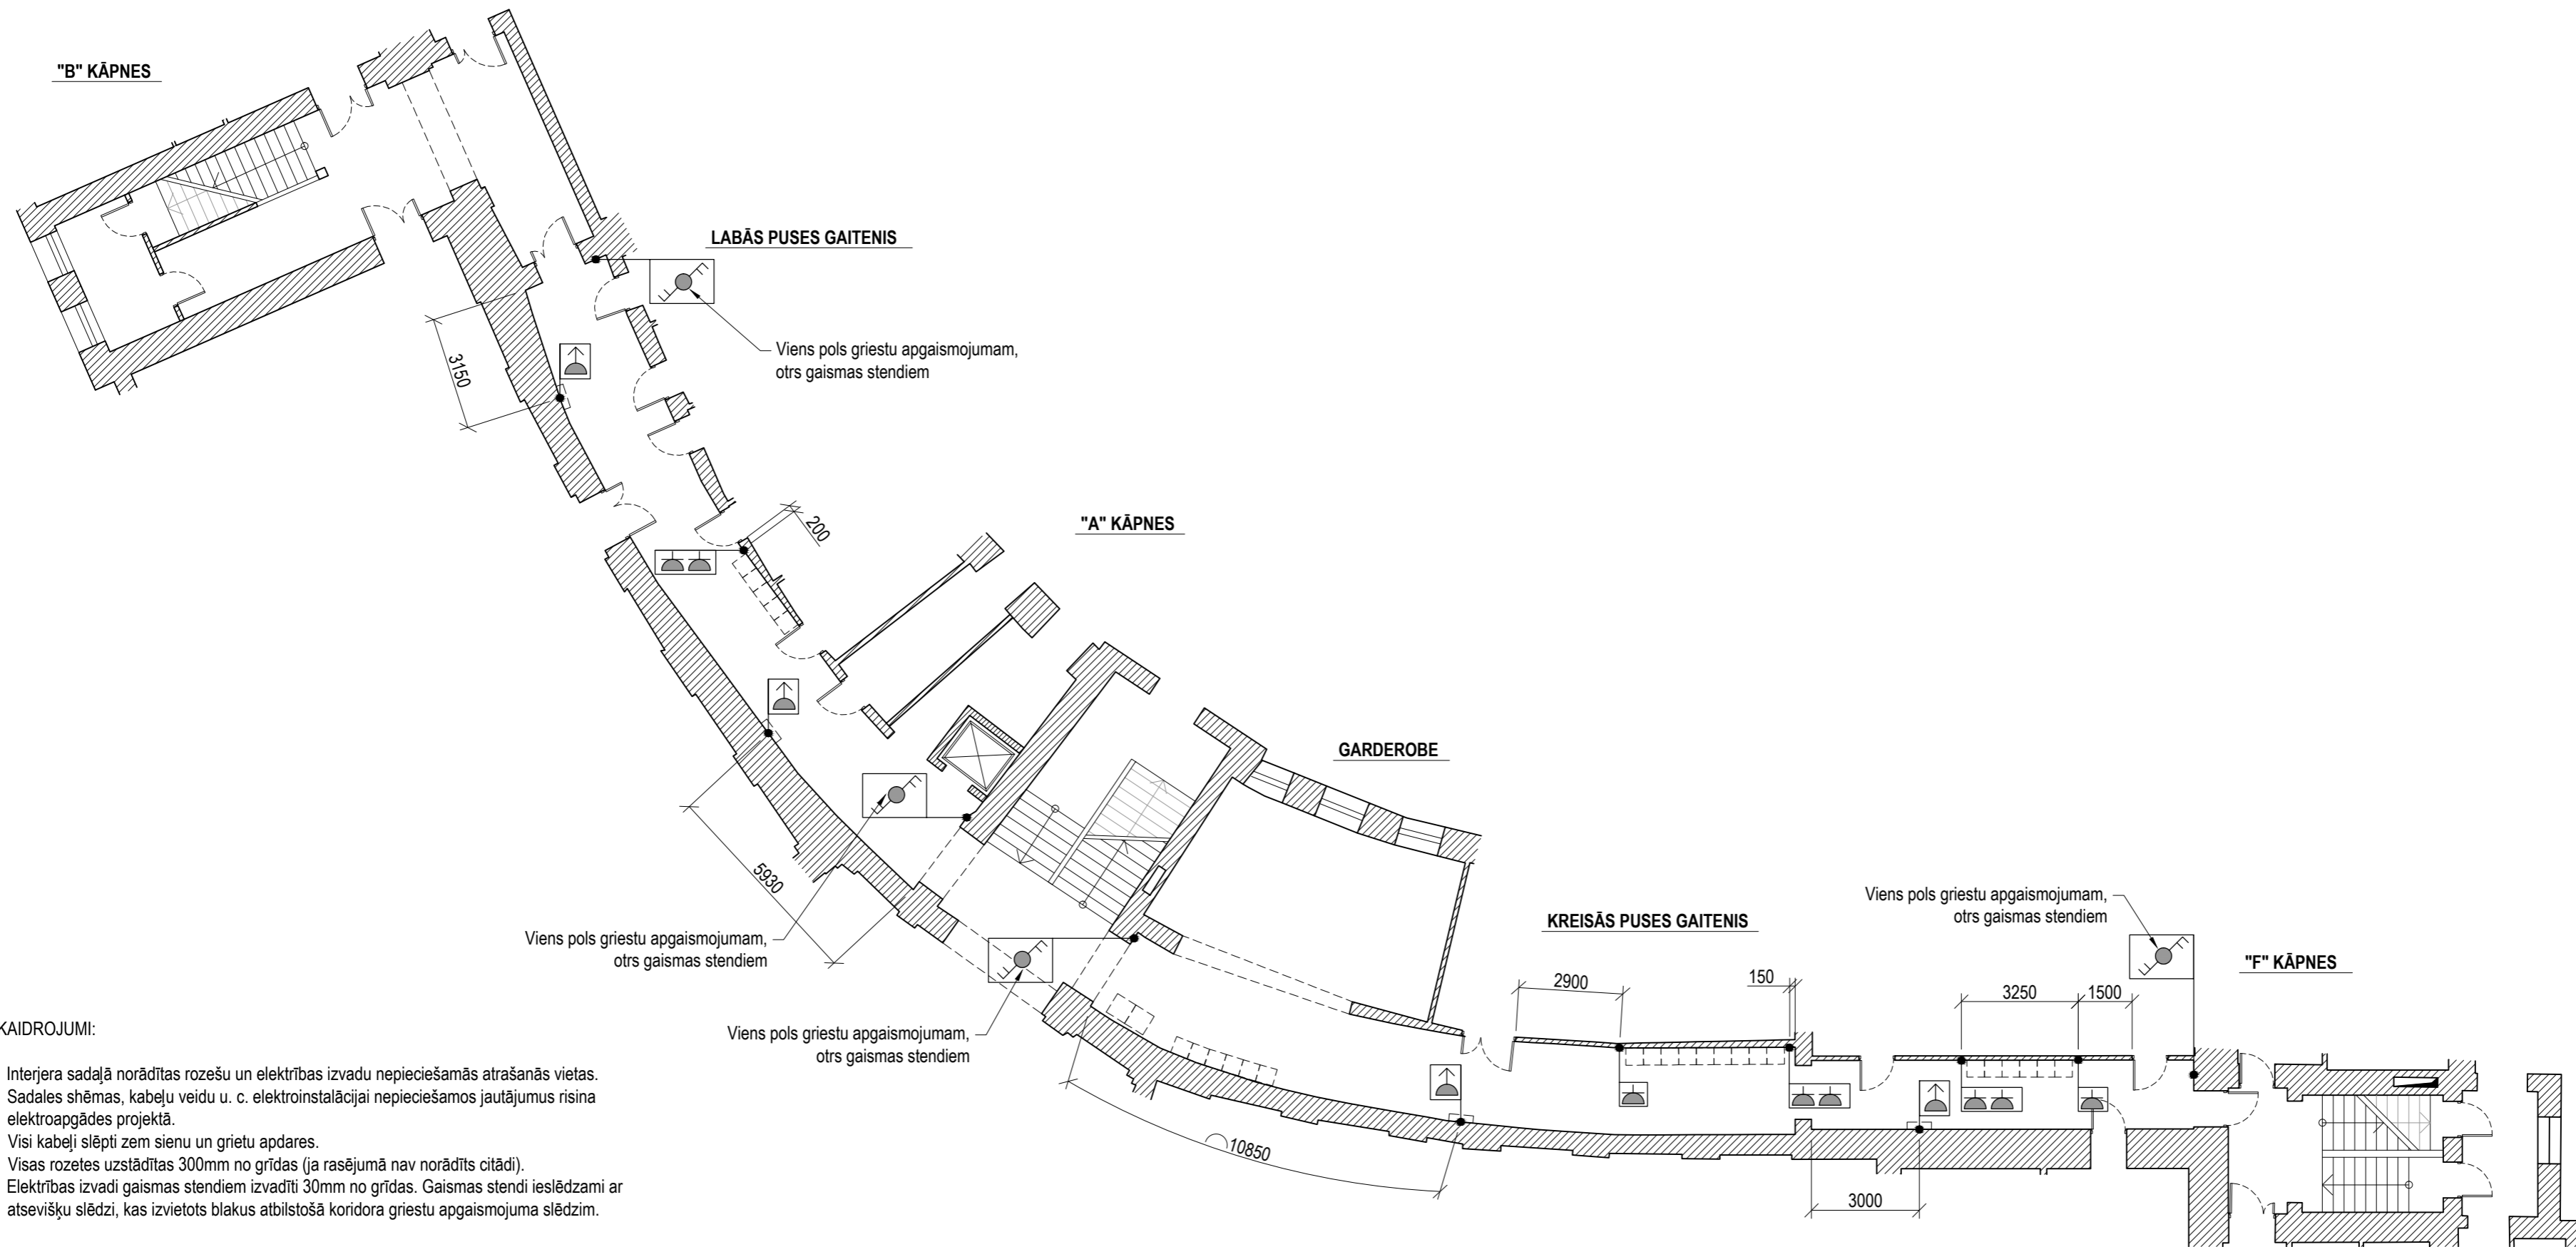 "B" KĀPNES
LABĀS PUSES GAITENIS
Viens pols griestu apgaismojumam,
otrs gaismas stendiem
3150
200
"A" KĀPNES
GARDEROBE
5930
Viens pols griestu apgaismojumam,
otrs gaismas stendiem
Viens pols griestu apgaismojumam,
otrs gaismas stendiem
KREISĀS PUSES GAITENIS
Viens pols griestu apgaismojumam,
otrs gaismas stendiem
"F" KĀPNES
2900
150
3250
1500
10850
3000
KAIDROJUMI:
Interjera sadaļā norādītas rozešu un elektrības izvadu nepieciešamās atrašanās vietas.
Sadales shēmas, kabeļu veidu u. c. elektroinstalācijai nepieciešamos jautājumus risina
elektroapgādes projektā.
Visi kabeļi slēpti zem sienu un grietu apdares.
Visas rozetes uzstādītas 300mm no grīdas (ja rasējumā nav norādīts citādi).
Elektrības izvadi gaismas stendiem izvadīti 30mm no grīdas. Gaismas stendi ieslēdzami ar
atsevišķu slēdzi, kas izvietots blakus atbilstošā koridora griestu apgaismojuma slēdzim.